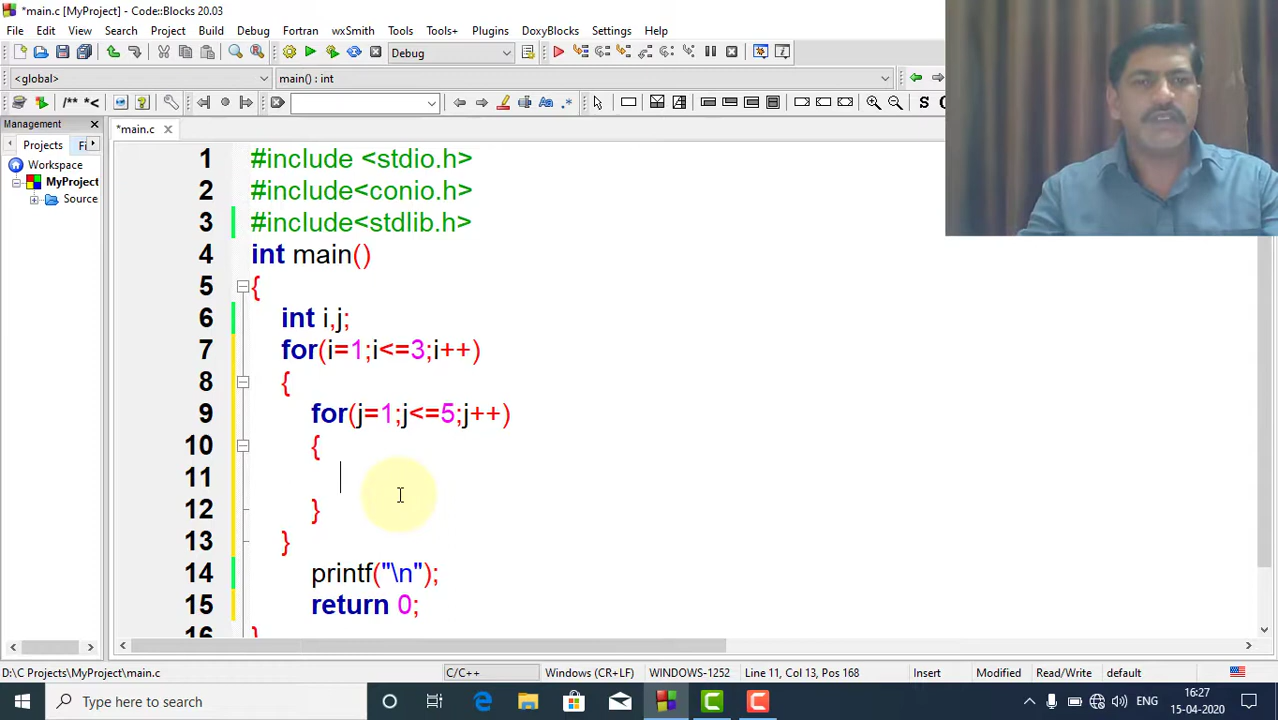 *main.c [MyProject] - Code::Blocks 20.03
File Edit View Search Project Build Debug Fortran wxSmith Tools Tools+ Plugins DoxyBlocks Settings Help
Debug
<global> main() : int
/** *<
S
Management
*main.c
Projects Fi
Workspace
MyProject
Source
1 #include <stdio.h>
2 #include<conio.h>
3 #include<stdlib.h>
4 int main()
5 {
6 int i,j;
7 for(i=1;i<=3;i++)
8 {
9 for(j=1;j<=5;j++)
10 {
11
12 }
13 }
14 printf("\n");
15 return 0;
16 }
D:\C Projects\MyProject\main.c C/C++ Windows (CR+LF) WINDOWS-1252 Line 11, Col 13, Pos 168 Insert Modified Read/Write default
Type here to search
ENG
16:27
15-04-2020